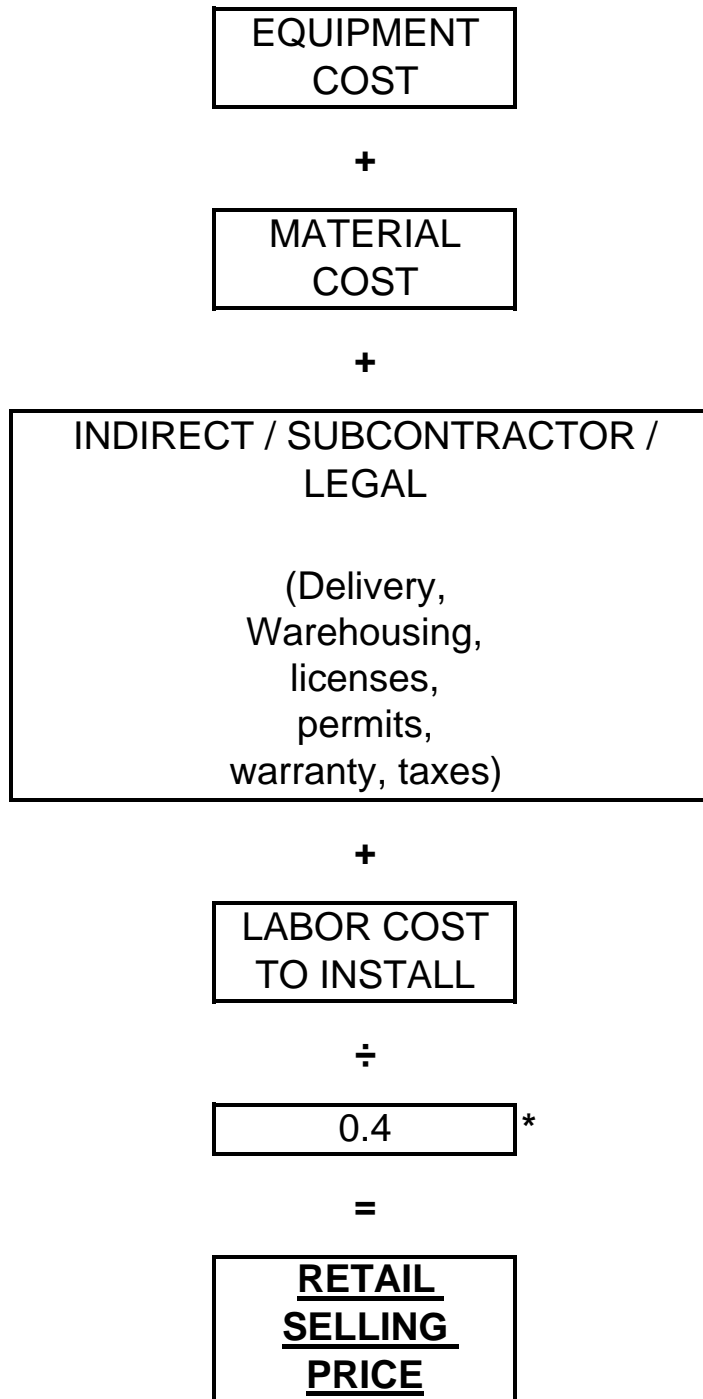 EQUIPMENT
COST
+
MATERIAL
COST
+
INDIRECT / SUBCONTRACTOR /
LEGAL
(Delivery,
Warehousing,
licenses,
permits,
warranty, taxes)
+
LABOR COST
TO INSTALL
÷
0.4 *
=
RETAIL
SELLING
PRICE